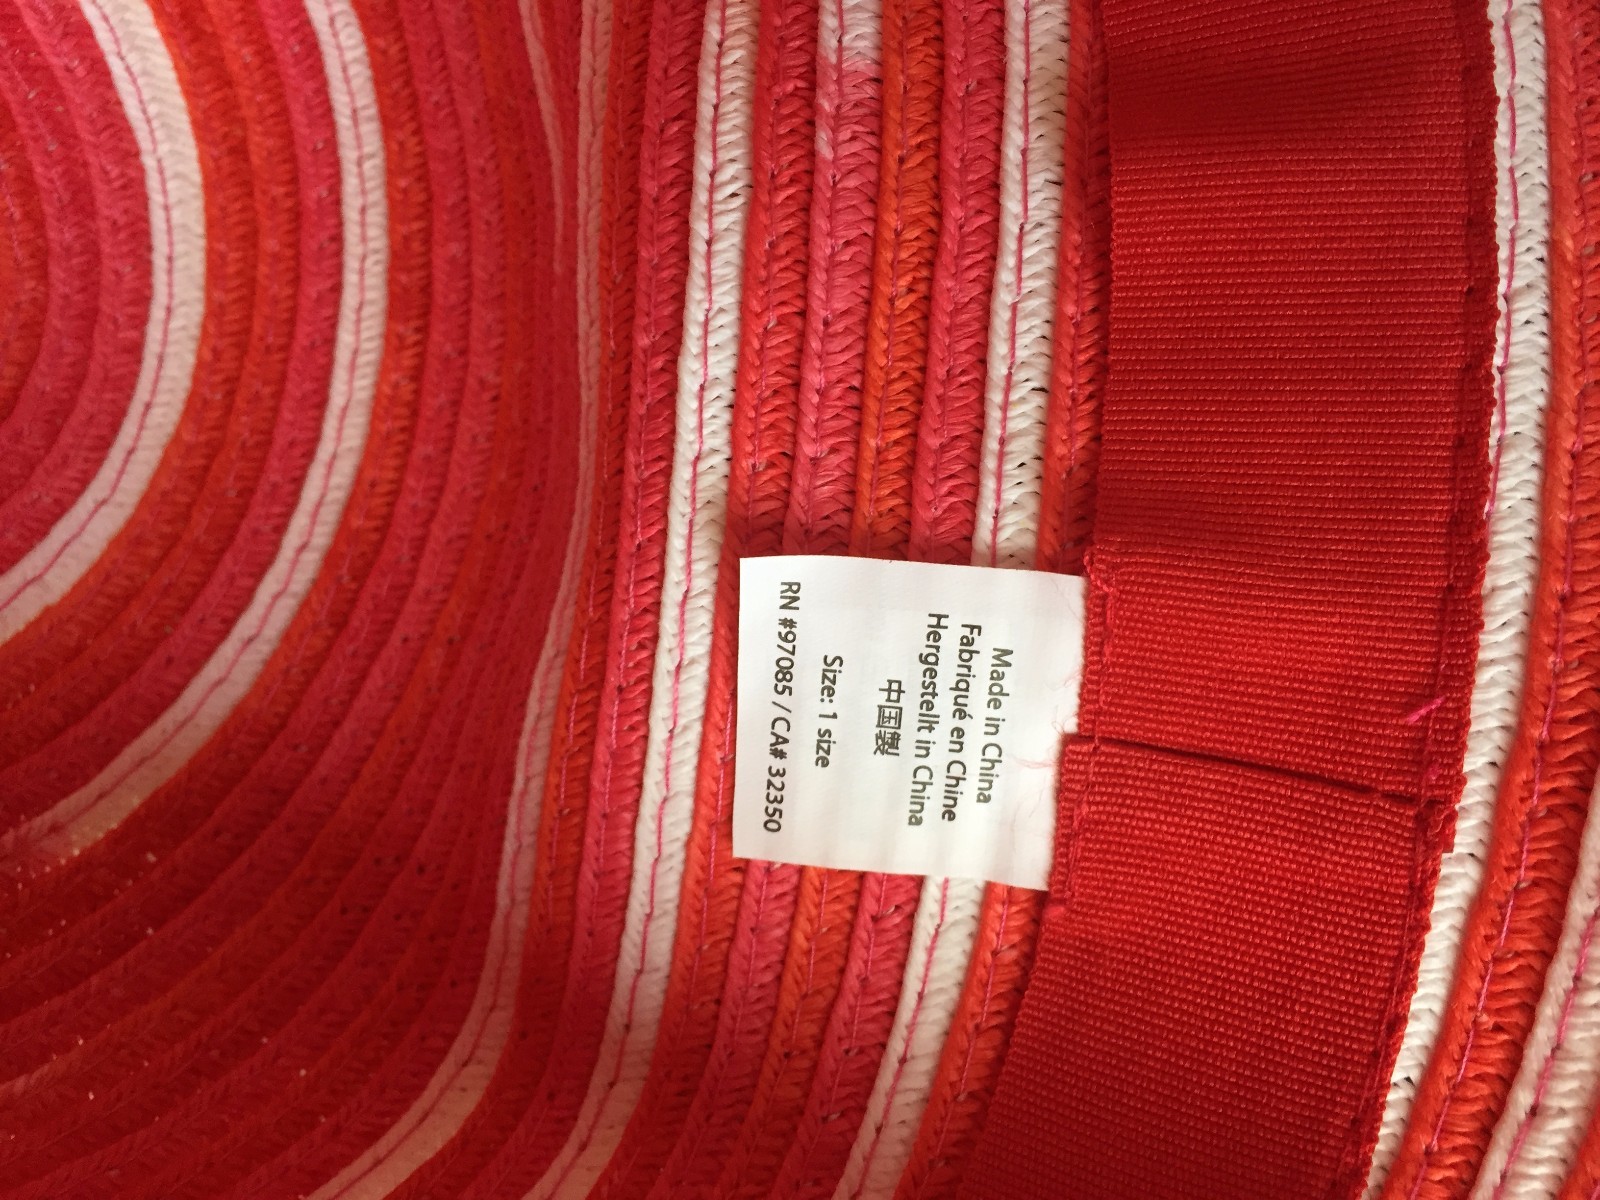 Made in China
Fabriqué en Chine
Hergestellt in China
中国製
Size: 1 size
RN #97085 / CA# 32350